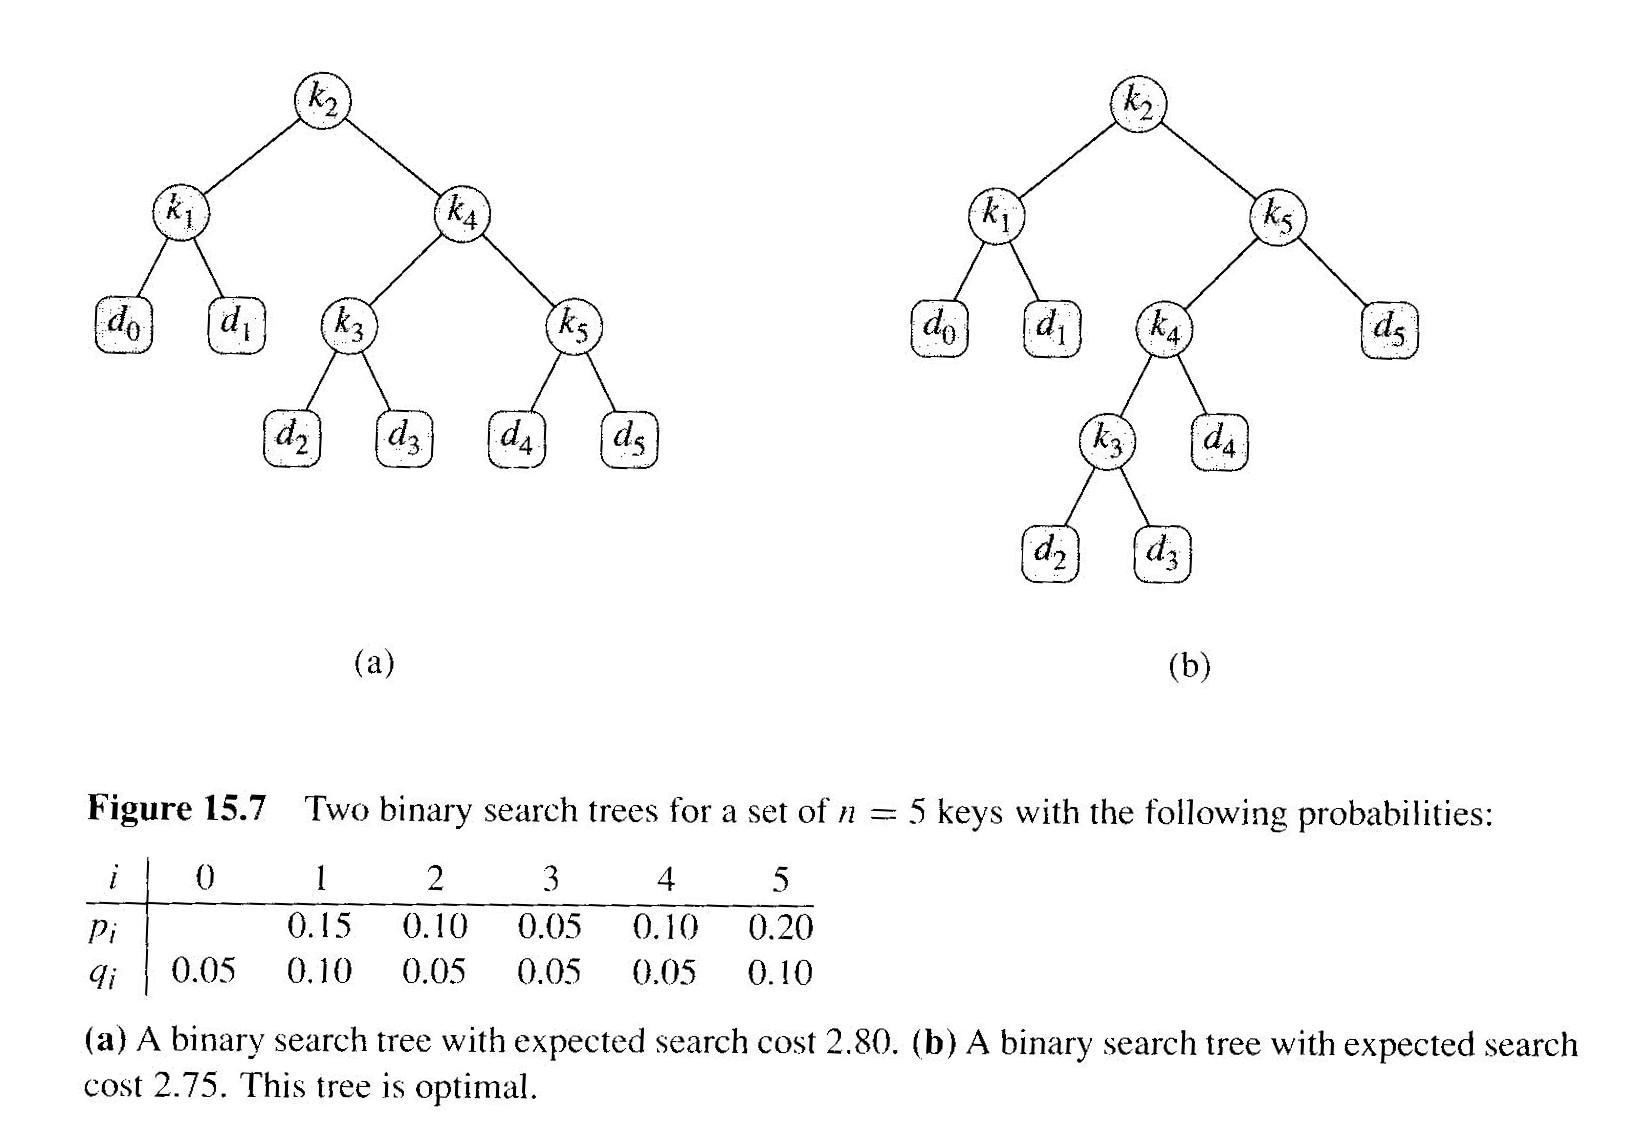 k2 k2
k1 k4 k1 k5
d0 d1 k3 k5 d0 d1 k4 d5
d2 d3 d4 d5 k3 d4
d2 d3
(a) (b)
Figure 15.7 Two binary search trees for a set of n = 5 keys with the following probabilities:
i 0 1 2 3 4 5
pi 0.15 0.10 0.05 0.10 0.20
qi 0.05 0.10 0.05 0.05 0.05 0.10
(a) A binary search tree with expected search cost 2.80. (b) A binary search tree with expected search
cost 2.75. This tree is optimal.